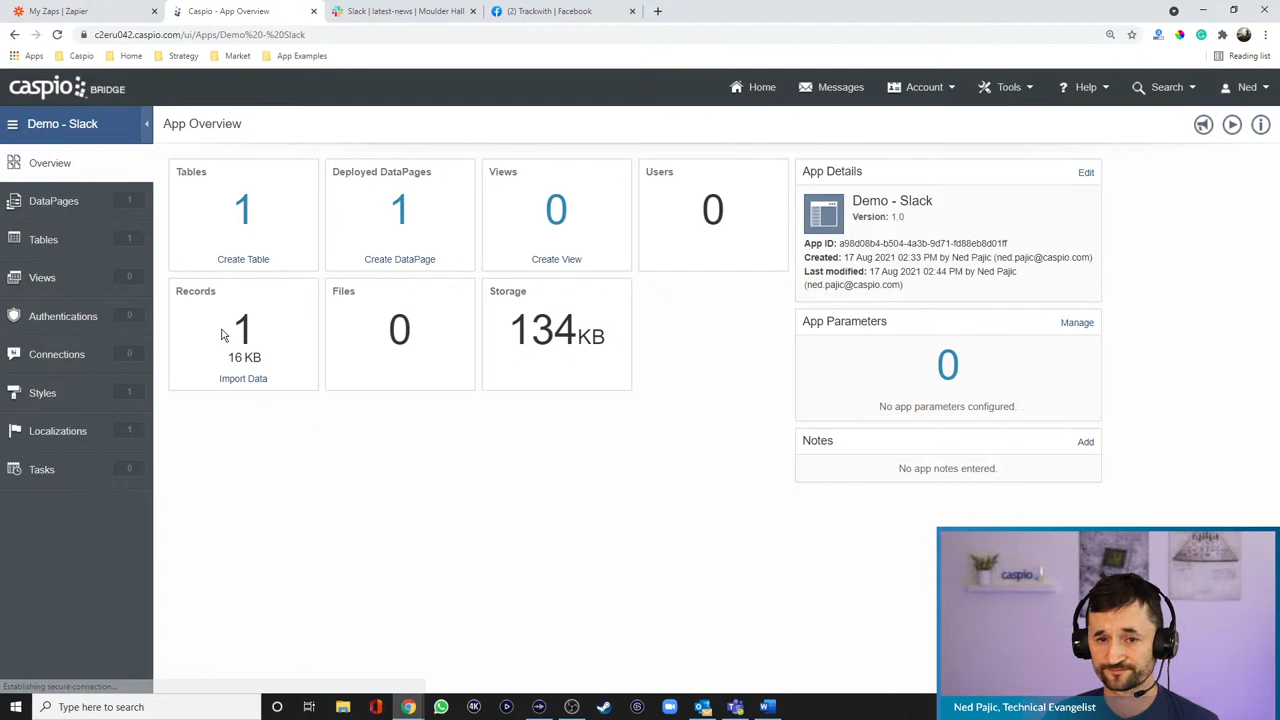 My Zaps | Zapier
Caspio - App Overview
Slack | latest-news | Moulder Hall
(2) Trackwith | Facebook
c2eru042.caspio.com/ui/Apps/Demo%20-%20Slack
Apps
Caspio
Home
Strategy
Market
App Examples
Reading list
caspio BRIDGE
Home
Messages
Account
Tools
? Help
Search
Ned
Demo - Slack
App Overview
Overview
DataPages 1
Tables 1
Views 0
Authentications 0
Connections 0
Styles 1
Localizations 1
Tasks 0
Tables
1
Create Table
Deployed DataPages
1
Create DataPage
Views
0
Create View
Users
0
Records
1
16 KB
Import Data
Files
0
Storage
134KB
App Details
Edit
Demo - Slack
Version: 1.0
App ID: a98d08b4-b504-4a3b-9d71-fd88eb8d01ff
Created: 17 Aug 2021 02:33 PM by Ned Pajic (ned.pajic@caspio.com)
Last modified: 17 Aug 2021 02:44 PM by Ned Pajic
(ned.pajic@caspio.com)
App Parameters
Manage
0
No app parameters configured.
Notes
Add
No app notes entered.
caspio
Ned Pajic, Technical Evangelist
Establishing secure connection...
Type here to search
4K